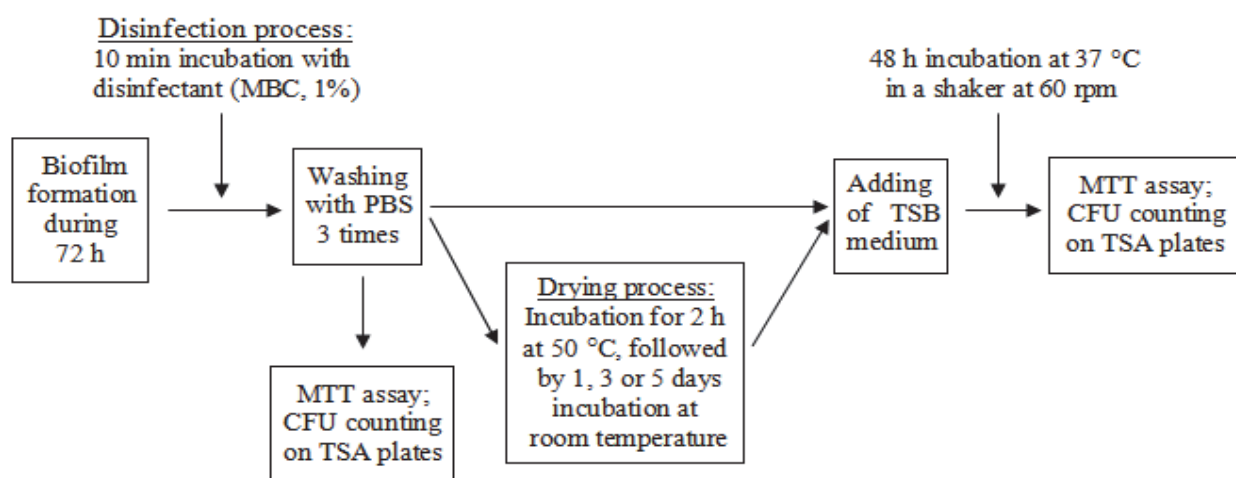 Disinfection process:
10 min incubation with
disinfectant (MBC, 1%)
48 h incubation at 37 °C
in a shaker at 60 rpm
Biofilm
formation
during
72 h
Washing
with PBS
3 times
Adding
of TSB
medium
MTT assay;
CFU counting
on TSA plates
Drying process:
Incubation for 2 h
at 50 °C, followed
by 1, 3 or 5 days
incubation at
room temperature
MTT assay;
CFU counting
on TSA plates